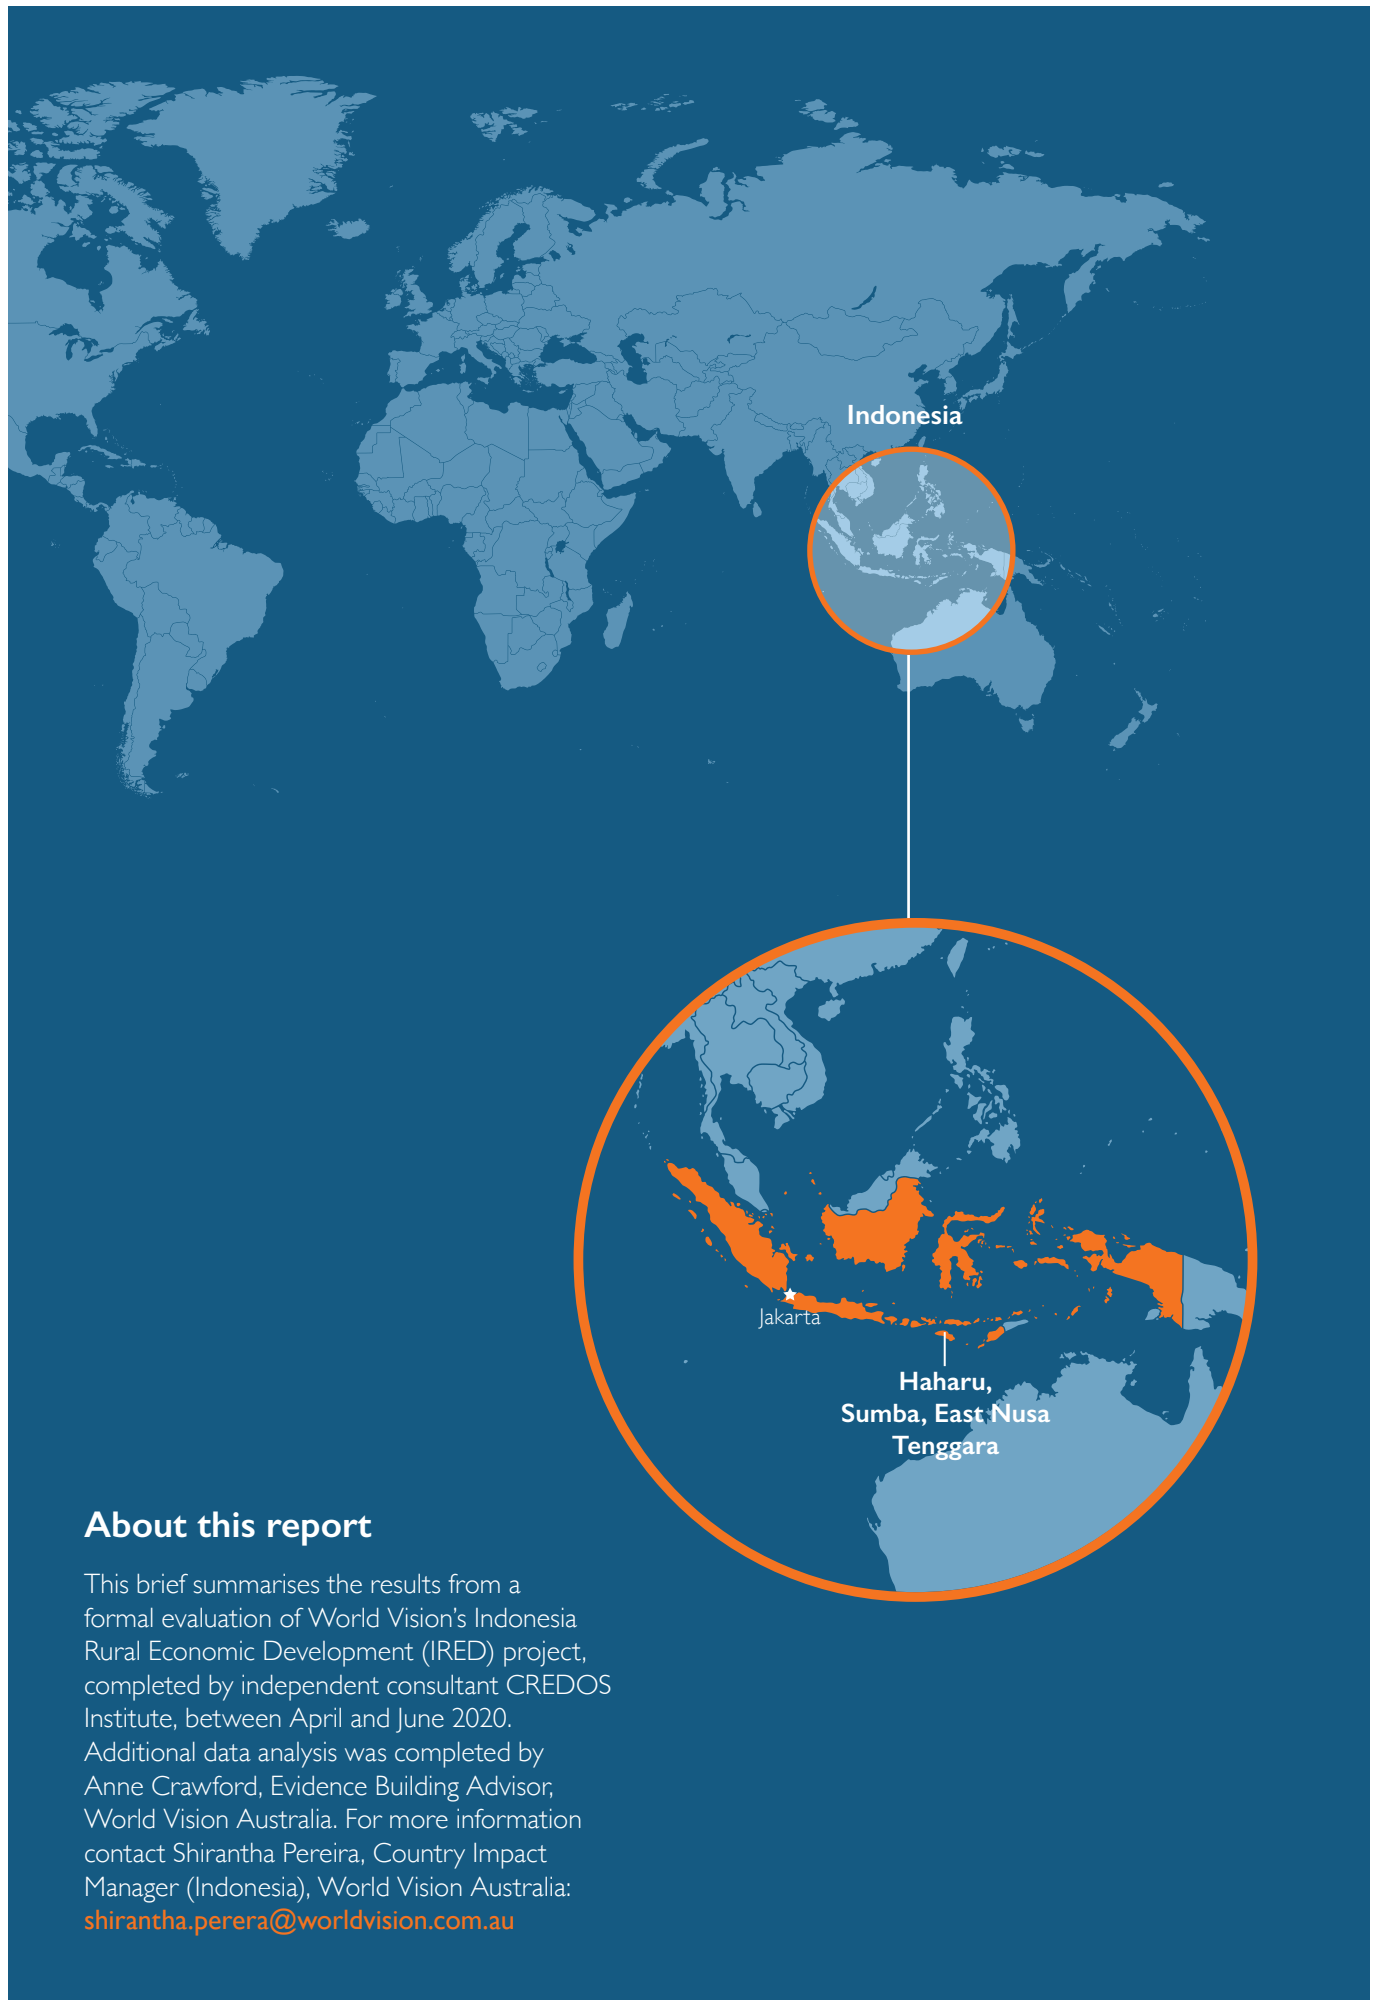 Indonesia
Jakarta
Haharu,
Sumba, East Nusa
Tenggara
About this report
This brief summarises the results from a
formal evaluation of World Vision’s Indonesia
Rural Economic Development (IRED) project,
completed by independent consultant CREDOS
Institute, between April and June 2020.
Additional data analysis was completed by
Anne Crawford, Evidence Building Advisor,
World Vision Australia. For more information
contact Shirantha Pereira, Country Impact
Manager (Indonesia), World Vision Australia:
shirantha.perera@worldvision.com.au